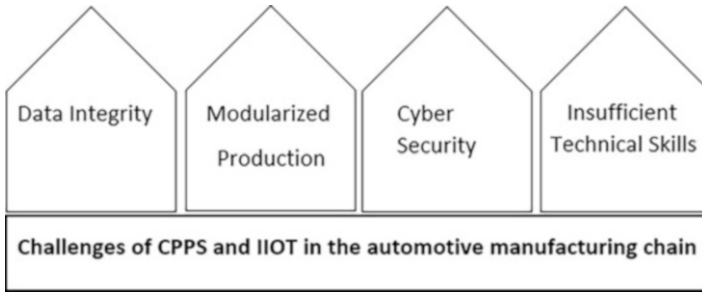 Data Integrity
Modularized
Production
Cyber
Security
Insufficient
Technical Skills
Challenges of CPPS and IIOT in the automotive manufacturing chain